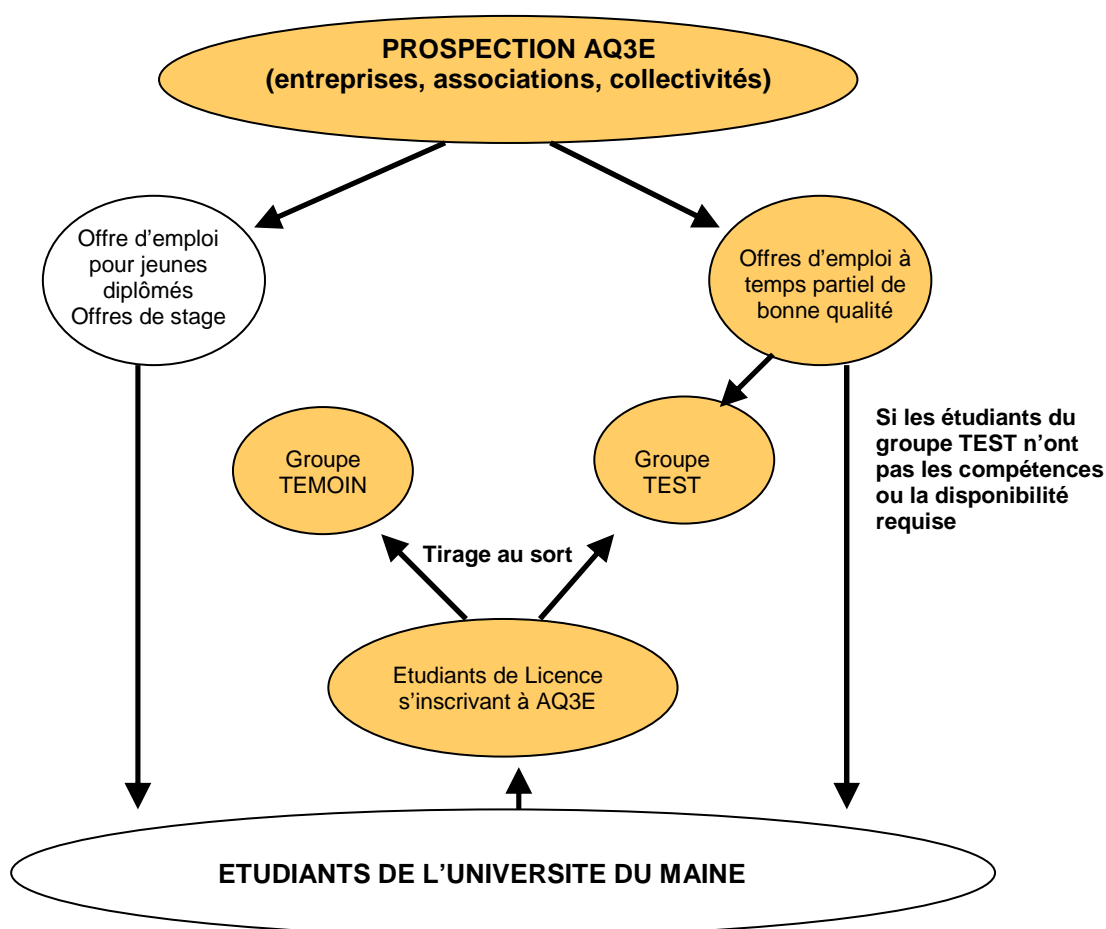 PROSPECTION AQ3E
(entreprises, associations, collectivités)
Offre d’emploi
pour jeunes
diplômés
Offres de stage
Offres d’emploi à
temps partiel de
bonne qualité
Si les étudiants du
groupe TEST n’ont
pas les compétences
ou la disponibilité
requise
Groupe
TEMOIN
Groupe
TEST
Tirage au sort
Etudiants de Licence
s’inscrivant à AQ3E
ETUDIANTS DE L’UNIVERSITE DU MAINE